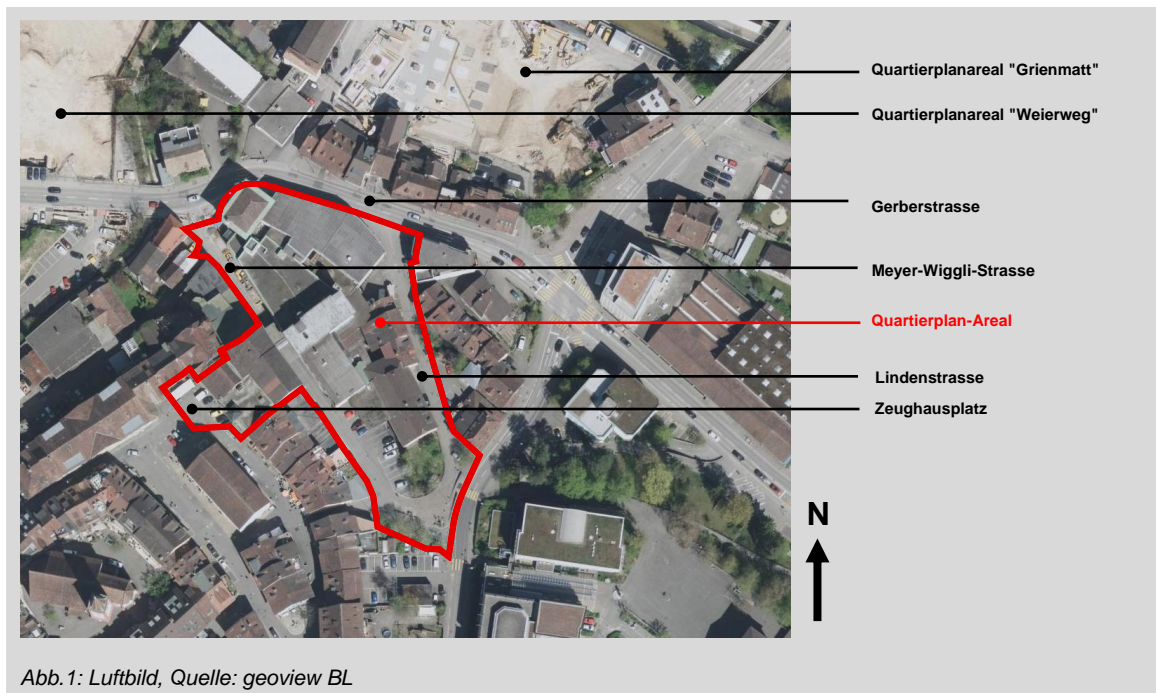 Quartierplanareal "Grienmatt"
Quartierplanareal "Weierweg"
Gerberstrasse
Meyer-Wiggli-Strasse
Quartierplan-Areal
Lindenstrasse
Zeughausplatz
N
Abb.1: Luftbild, Quelle: geoview BL